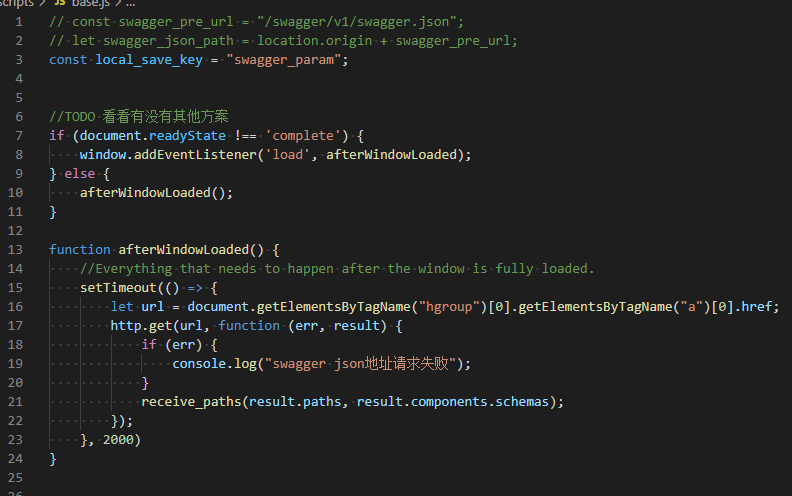 scripts > JS base.js > ...
1 // const swagger_pre_url = "/swagger/v1/swagger.json";
2 // let swagger_json_path = location.origin + swagger_pre_url;
3 const local_save_key = "swagger_param";
4
5
6 //TODO 看看有没有其他方案
7 if (document.readyState !== 'complete') {
8     window.addEventListener('load', afterWindowLoaded);
9 } else {
10     afterWindowLoaded();
11 }
12
13 function afterWindowLoaded() {
14     //Everything that needs to happen after the window is fully loaded.
15     setTimeout(() => {
16         let url = document.getElementsByTagName("hgroup")[0].getElementsByTagName("a")[0].href;
17         http.get(url, function (err, result) {
18             if (err) {
19                 console.log("swagger json地址请求失败");
20             }
21             receive_paths(result.paths, result.components.schemas);
22         });
23     }, 2000)
24 }
25
26